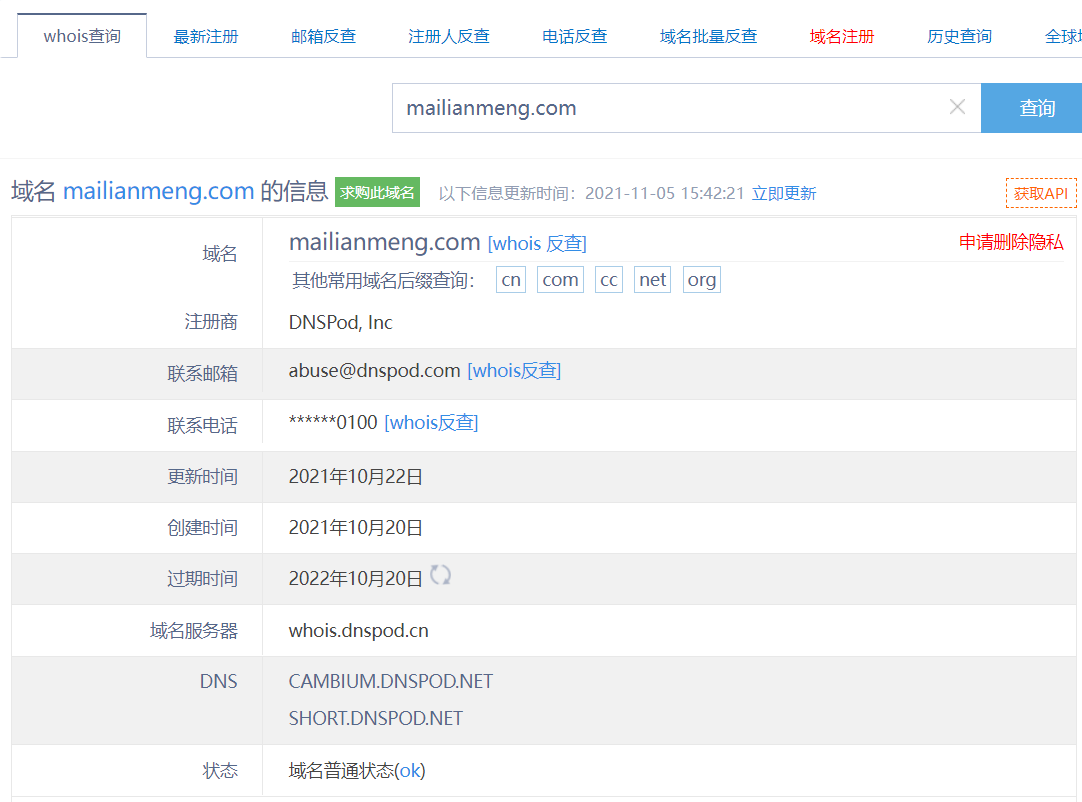 whois查询 最新注册 邮箱反查 注册人反查 电话反查 域名批量反查 域名注册 历史查询 全球
mailianmeng.com 查询
域名 mailianmeng.com 的信息 求购此域名 以下信息更新时间：2021-11-05 15:42:21 立即更新 获取API
域名 mailianmeng.com [whois 反查] 申请删除隐私
其他常用域名后缀查询： cn com cc net org
注册商 DNSPod, Inc
联系邮箱 abuse@dnspod.com [whois反查]
联系电话 ******0100 [whois反查]
更新时间 2021年10月22日
创建时间 2021年10月20日
过期时间 2022年10月20日
域名服务器 whois.dnspod.cn
DNS CAMBIUM.DNSPOD.NET
SHORT.DNSPOD.NET
状态 域名普通状态(ok)